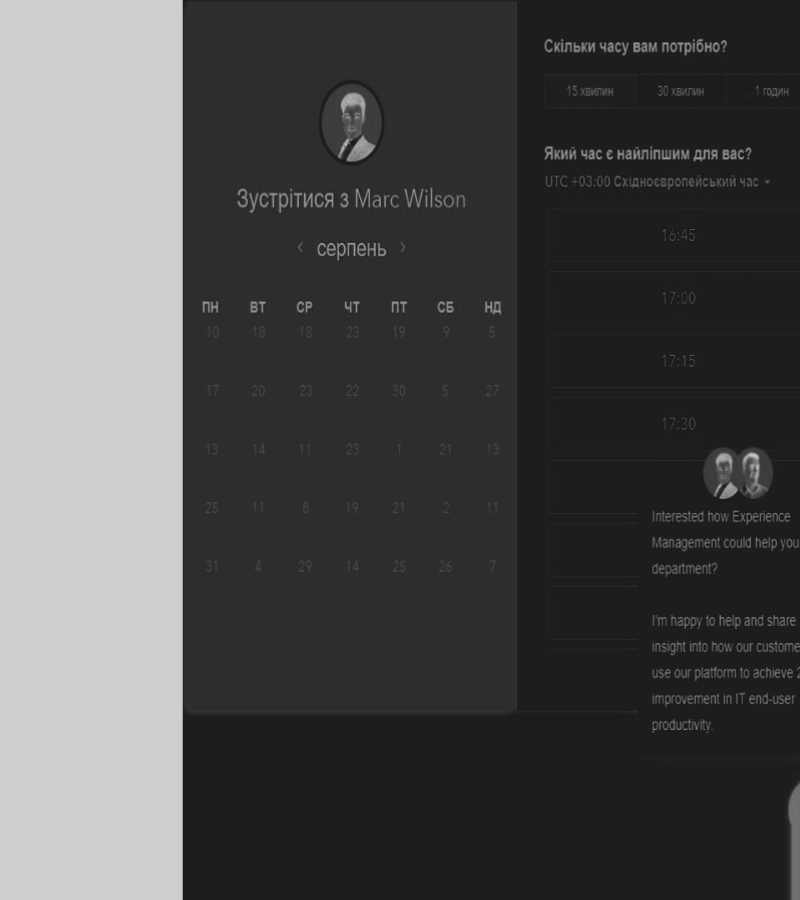 Зустрітися з Marc Wilson
‹ серпень ›
ПН ВТ СР ЧТ ПТ СБ НД
10 18 18 23 19 9 5
17 20 23 22 30 5 27
13 14 11 23 1 21 13
25 11 8 19 21 2 11
31 4 29 14 25 26 7
Скільки часу вам потрібно?
15 хвилин 30 хвилин 1 годин
Який час є найліпшим для вас?
UTC +03:00 Східноєвропейський час
16:45
17:00
17:15
17:30
Interested how Experience
Management could help you
department?
I'm happy to help and share
insight into how our custome
use our platform to achieve 2
improvement in IT end-user
productivity.